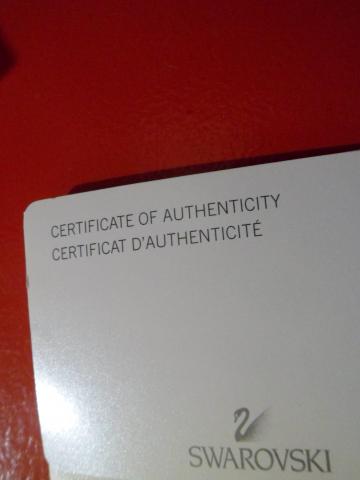 CERTIFICATE OF AUTHENTICITY
CERTIFICAT D'AUTHENTICITÉ
SWAROVSKI